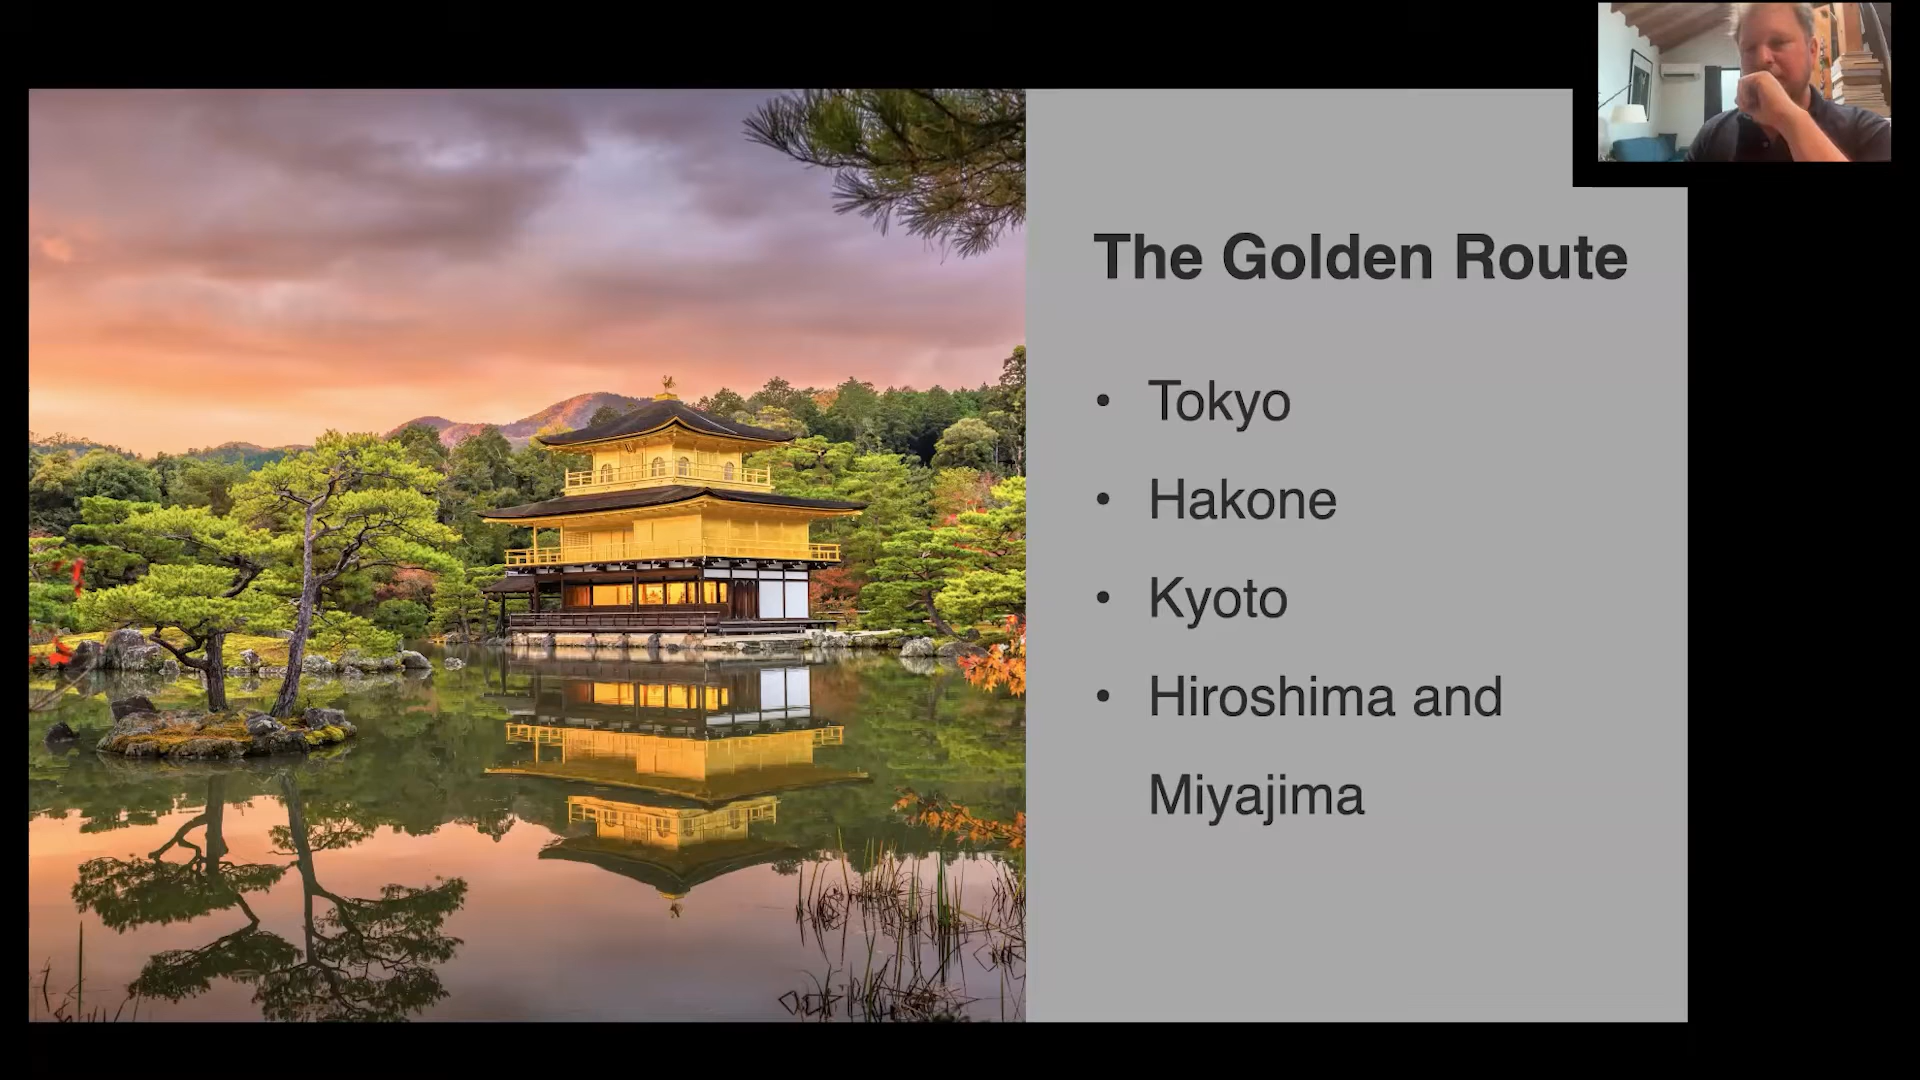 The Golden Route
• Tokyo
• Hakone
• Kyoto
• Hiroshima and
Miyajima